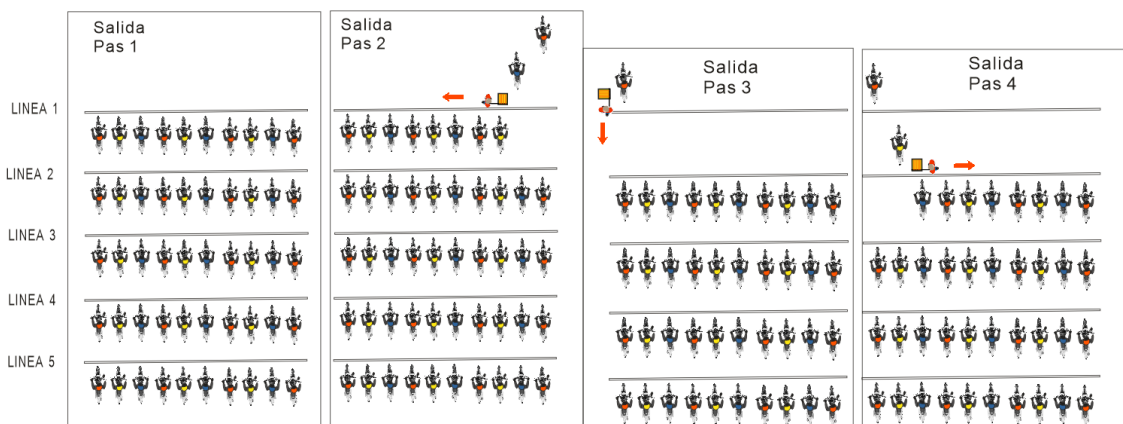 Salida
Pas 1
Salida
Pas 2
Salida
Pas 3
Salida
Pas 4
LINEA 1
LINEA 2
LINEA 3
LINEA 4
LINEA 5